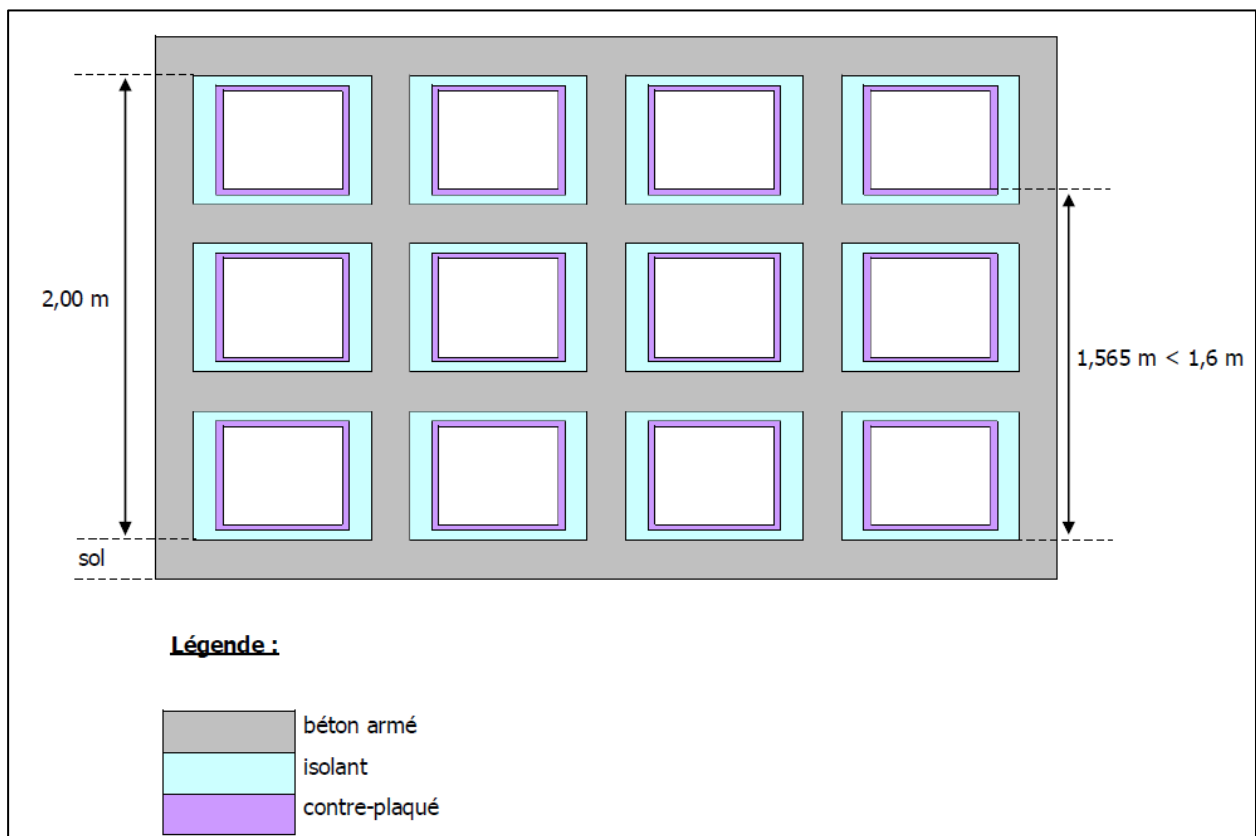 2,00 m
1,565 m < 1,6 m
sol
Légende :
béton armé
isolant
contre-plaqué